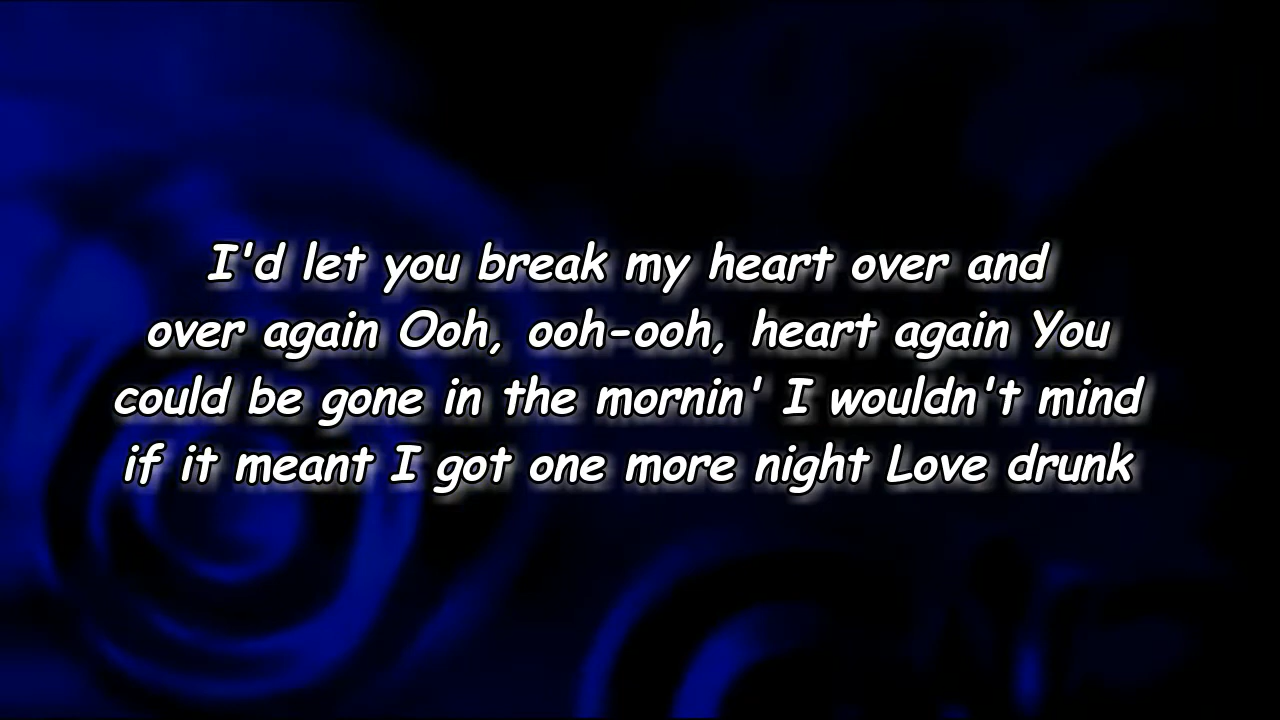 I'd let you break my heart over and
over again Ooh, ooh-ooh, heart again You
could be gone in the mornin' I wouldn't mind
if it meant I got one more night Love drunk